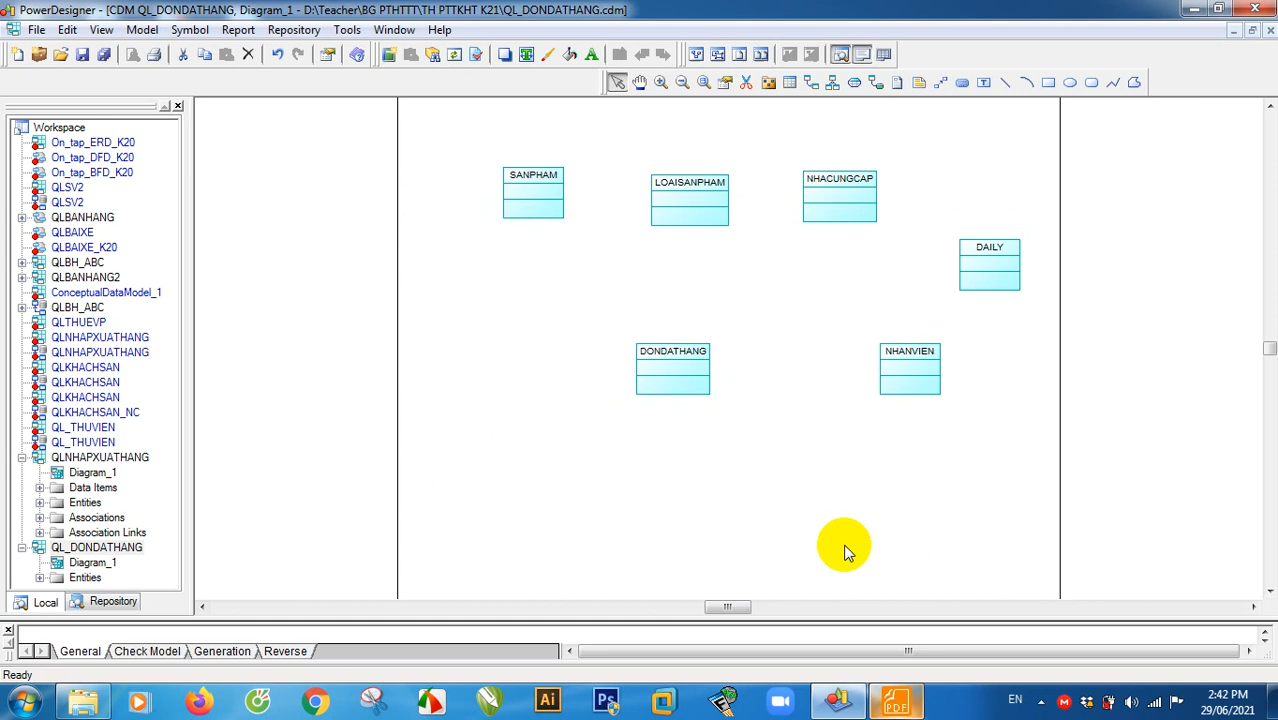 PowerDesigner - [CDM QL_DONDATHANG, Diagram_1 - D:\Teacher\BG PTHTTT\TH PTTKHT K21\QL_DONDATHANG.cdm]
File Edit View Model Symbol Report Repository Tools Window Help
Workspace
On_tap_ERD_K20
On_tap_DFD_K20
On_tap_BFD_K20
QLSV2
QLSV2
QLBANHANG
QLBAIXE
QLBAIXE_K20
QLBH_ABC
QLBANHANG2
ConceptualDataModel_1
QLBH_ABC
QLTHUEVP
QLNHAPXUATHANG
QLNHAPXUATHANG
QLKHACHSAN
QLKHACHSAN
QLKHACHSAN
QLKHACHSAN_NC
QL_THUVIEN
QL_THUVIEN
QLNHAPXUATHANG
Diagram_1
Data Items
Entities
Associations
Association Links
QL_DONDATHANG
Diagram_1
Entities
Local Repository
SANPHAM
LOAISANPHAM
NHACUNGCAP
DAILY
DONDATHANG
NHANVIEN
General Check Model Generation Reverse
Ready
Ai
PDF
EN
2:42 PM
29/06/2021